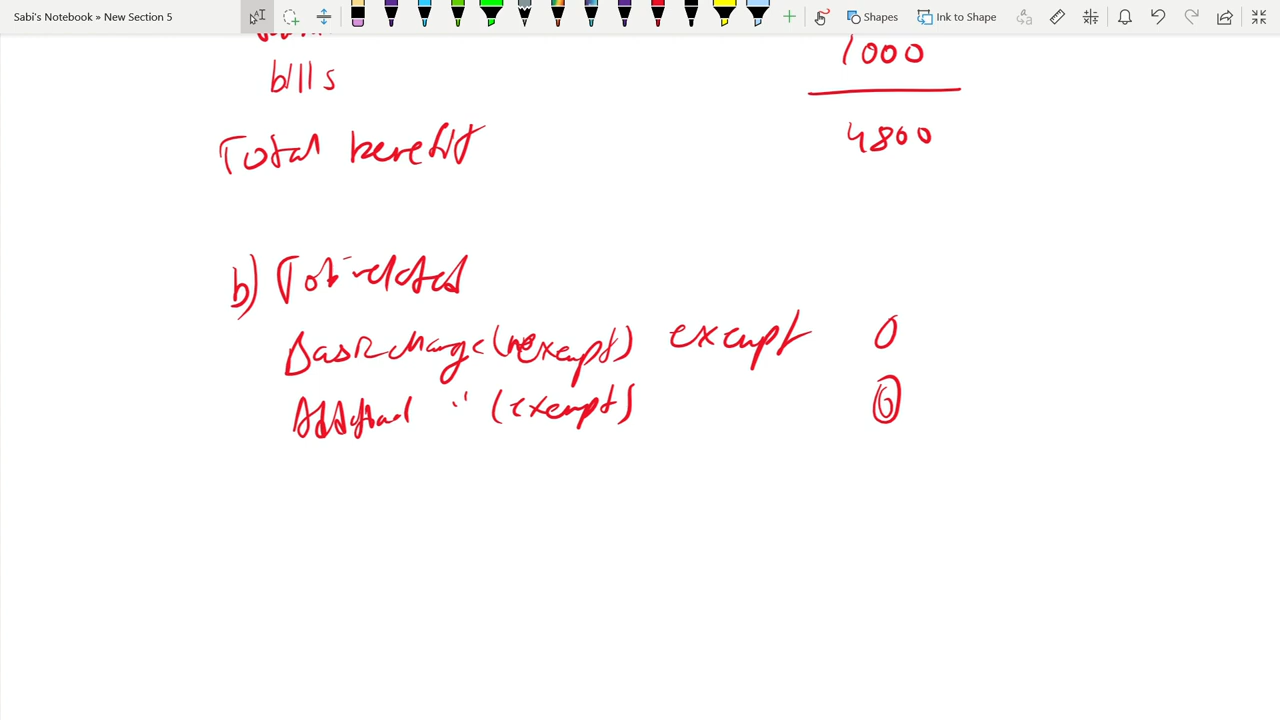 Sabi's Notebook » New Section 5
Shapes
Ink to Shape
1000
bills
Total benefit 4800
b) Job-related
Basic charge (exempt) exempt 0
Additional " (exempt) 0